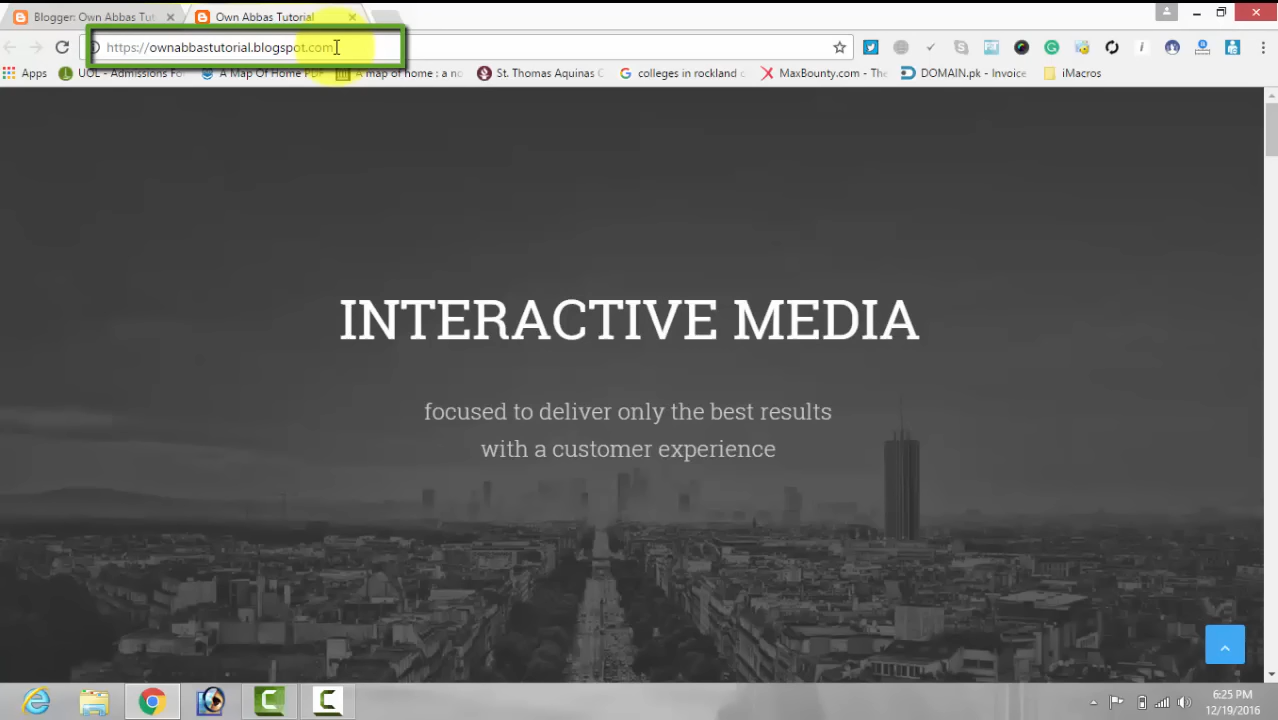 Blogger: Own Abbas Tut
Own Abbas Tutorial
https://ownabbastutorial.blogspot.com
Apps
UOL - Admissions Fo
A Map Of Home PDF
A map of home : a no
St. Thomas Aquinas C
colleges in rockland c
MaxBounty.com - The
DOMAIN.pk - Invoice
iMacros
INTERACTIVE MEDIA
focused to deliver only the best results
with a customer experience
6:25 PM
12/19/2016